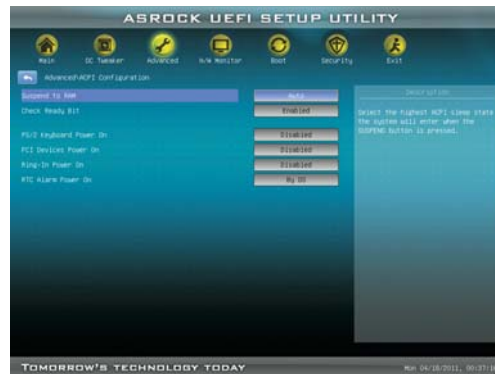 ASROCK UEFI SETUP UTILITY
Main OC Tweaker Advanced H/W Monitor Boot Security Exit
Advanced\ACPI Configuration
Suspend to RAM Auto
Check Ready Bit Enabled
PS/2 Keyboard Power On Disabled
PCI Devices Power On Disabled
Ring-In Power On Disabled
RTC Alarm Power On By OS
Description
Select the highest ACPI sleep state
the system will enter when the
SUSPEND button is pressed.
TOMORROW'S TECHNOLOGY TODAY
Mon 04/18/2011,